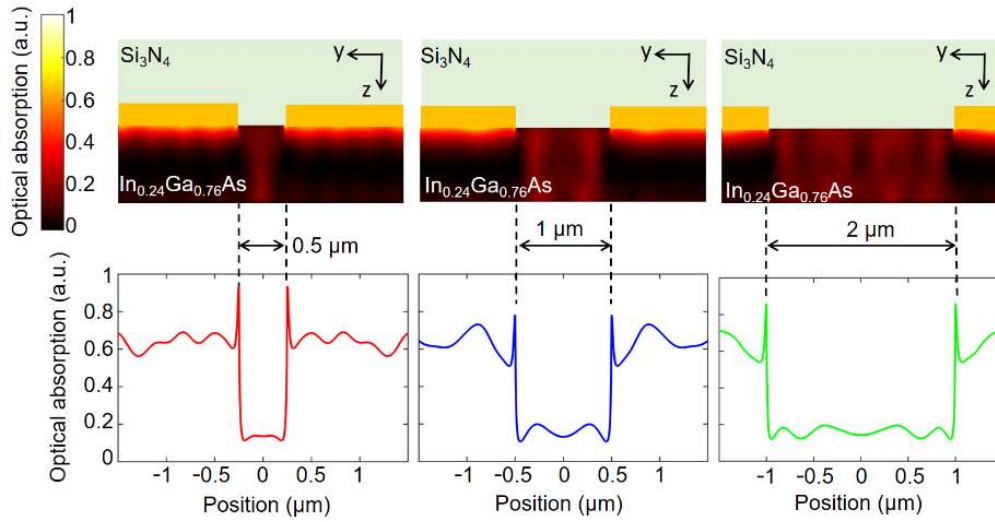 Optical absorption (a.u.)
1
0.8
0.6
0.4
0.2
0
Si₃N₄
y
z
In₀.₂₄Ga₀.₇₆As
Si₃N₄
y
z
In₀.₂₄Ga₀.₇₆As
Si₃N₄
y
z
In₀.₂₄Ga₀.₇₆As
0.5 µm
1 µm
2 µm
Optical absorption (a.u.)
1
0.8
0.6
0.4
0.2
0
-1 -0.5 0 0.5 1
Position (µm)
-1 -0.5 0 0.5 1
Position (µm)
-1 -0.5 0 0.5 1
Position (µm)